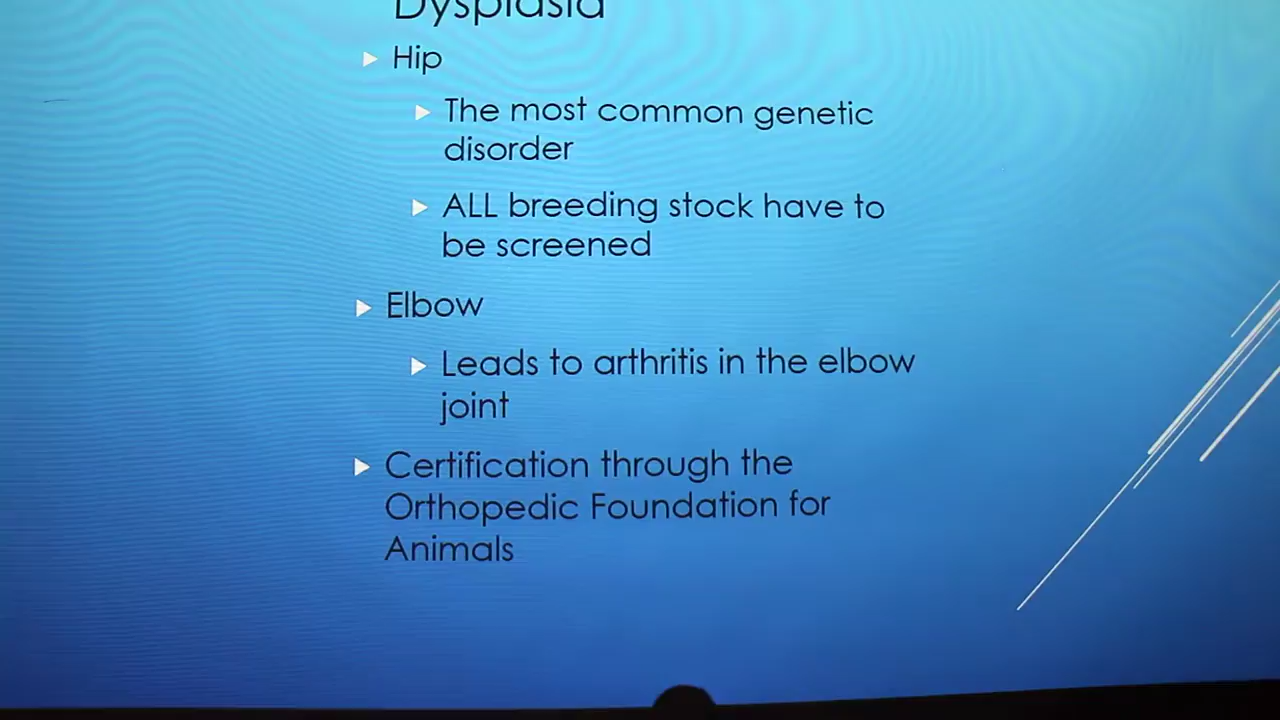 Dysplasia
Hip
The most common genetic
disorder
ALL breeding stock have to
be screened
Elbow
Leads to arthritis in the elbow
joint
Certification through the
Orthopedic Foundation for
Animals